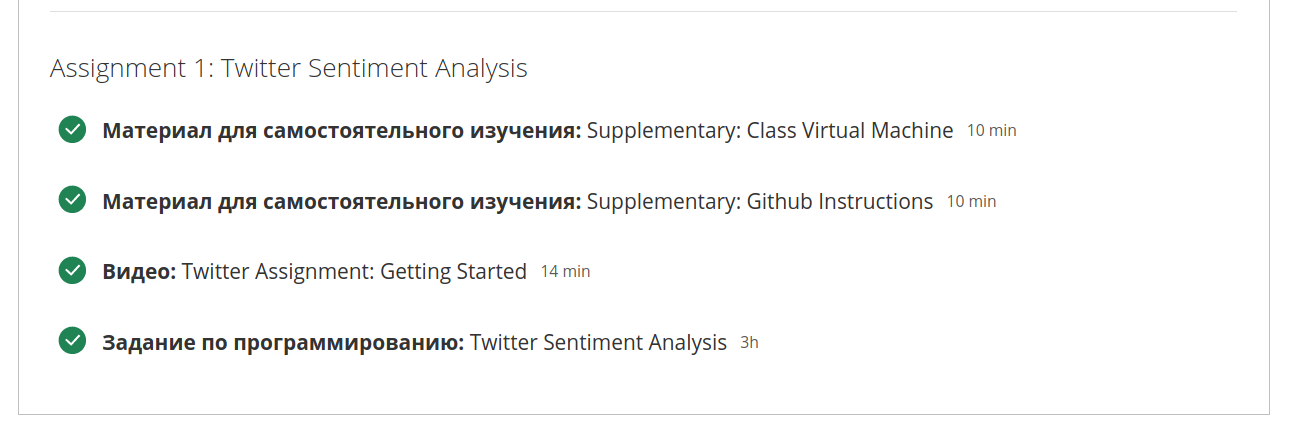 Assignment 1: Twitter Sentiment Analysis
Материал для самостоятельного изучения: Supplementary: Class Virtual Machine 10 min
Материал для самостоятельного изучения: Supplementary: Github Instructions 10 min
Видео: Twitter Assignment: Getting Started 14 min
Задание по программированию: Twitter Sentiment Analysis 3h